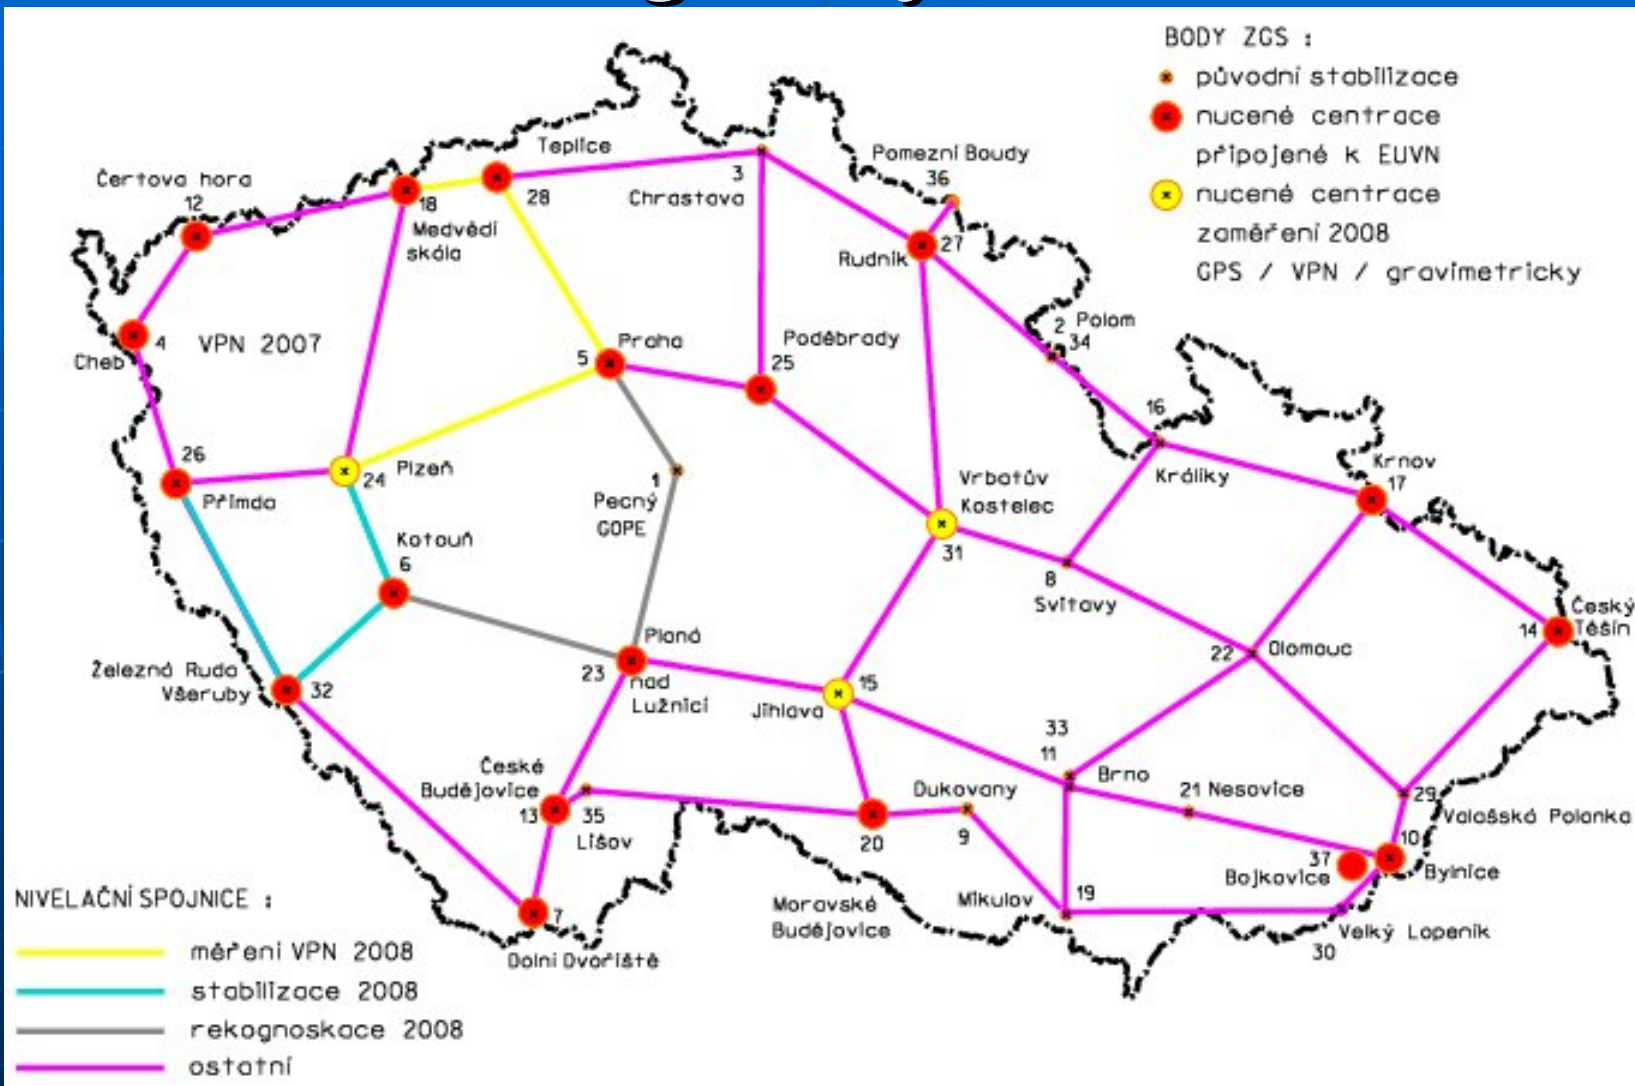 BODY ZGS :
původní stabilizace
nucené centrace
připojené k EUVN
nucené centrace
zaměření 2008
GPS / VPN / gravimetricky
Teplice
28
Čertova hora
12
18
Medvědí
skála
3
Chrastava
Pomezní Boudy
36
Rudník
27
4
Cheb
VPN 2007
Praha
5
Poděbrady
25
2
Polom
34
16
Králíky
Krnov
17
26
Přimda
24
Plzeň
1
Pecný
GOPE
Vrbatův
Kostelec
31
Kotouň
6
8
Svitavy
Český
Těšín
14
22
Olomouc
Železná Ruda
Všeruby
32
Planá
23
nad
Lužnicí
15
Jihlava
33
11
Brno
České
Budějovice
13
35
Lišov
Dukovany
9
20
21 Nesovice
29
Valašská Polanka
10
Bylnice
37
Bojkovice
Moravské
Budějovice
Mikulov
19
Velký Lopeník
30
7
Dolní Dvořiště
NIVELAČNÍ SPOJNICE :
měření VPN 2008
stabilizace 2008
rekognoskace 2008
ostatní